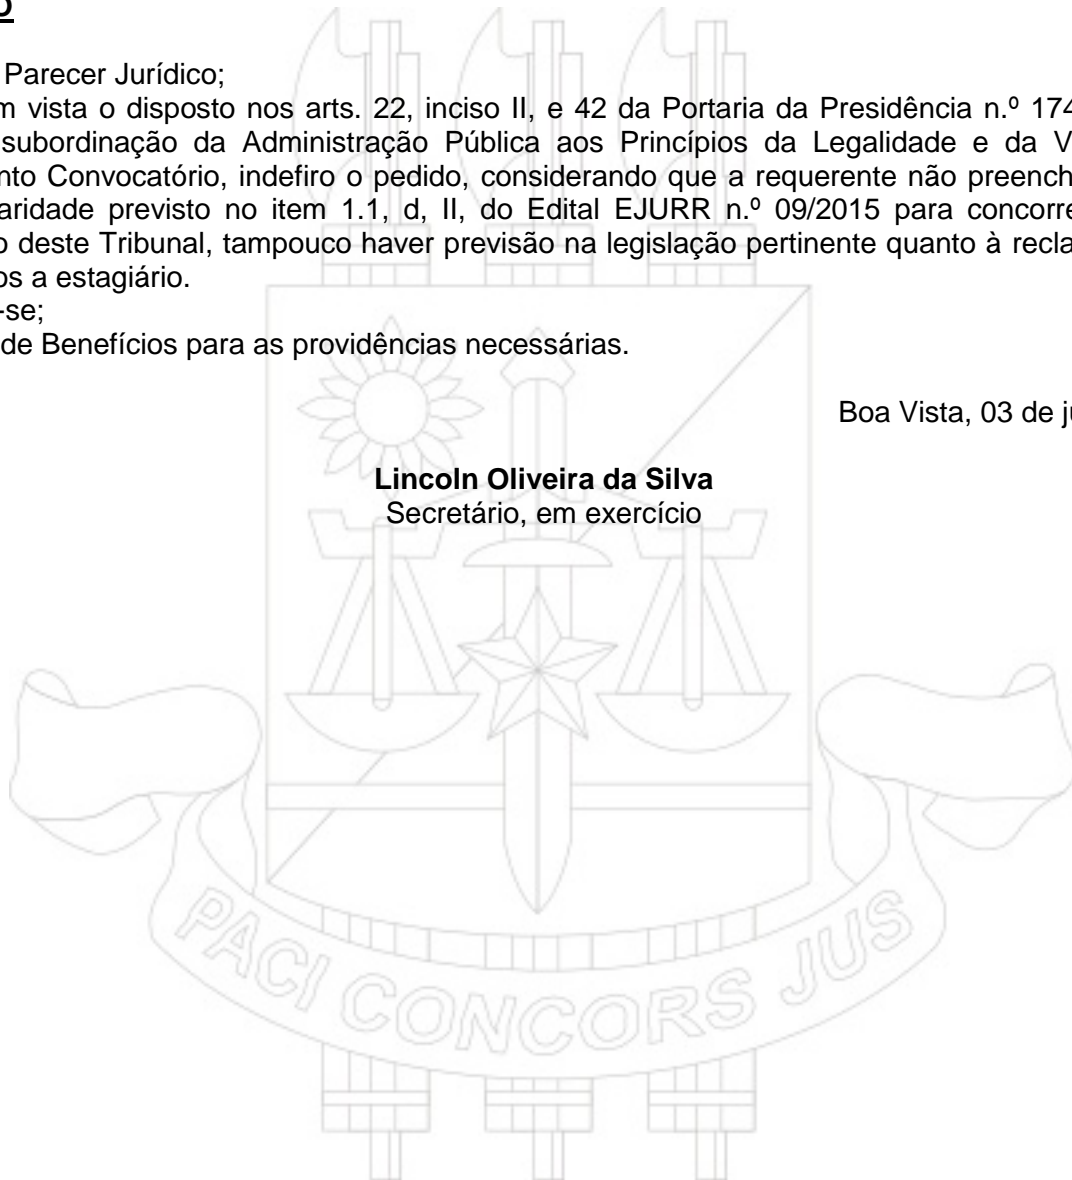 O
Parecer Jurídico;
m vista o disposto nos arts. 22, inciso II, e 42 da Portaria da Presidência n.º 174
subordinação da Administração Pública aos Princípios da Legalidade e da V
nto Convocatório, indefiro o pedido, considerando que a requerente não preench
aridade previsto no item 1.1, d, II, do Edital EJURR n.º 09/2015 para concorre
o deste Tribunal, tampouco haver previsão na legislação pertinente quanto à recla
os a estagiário.
-se;
de Benefícios para as providências necessárias.
Boa Vista, 03 de ju
Lincoln Oliveira da Silva
Secretário, em exercício
PACI CONCORS JUS